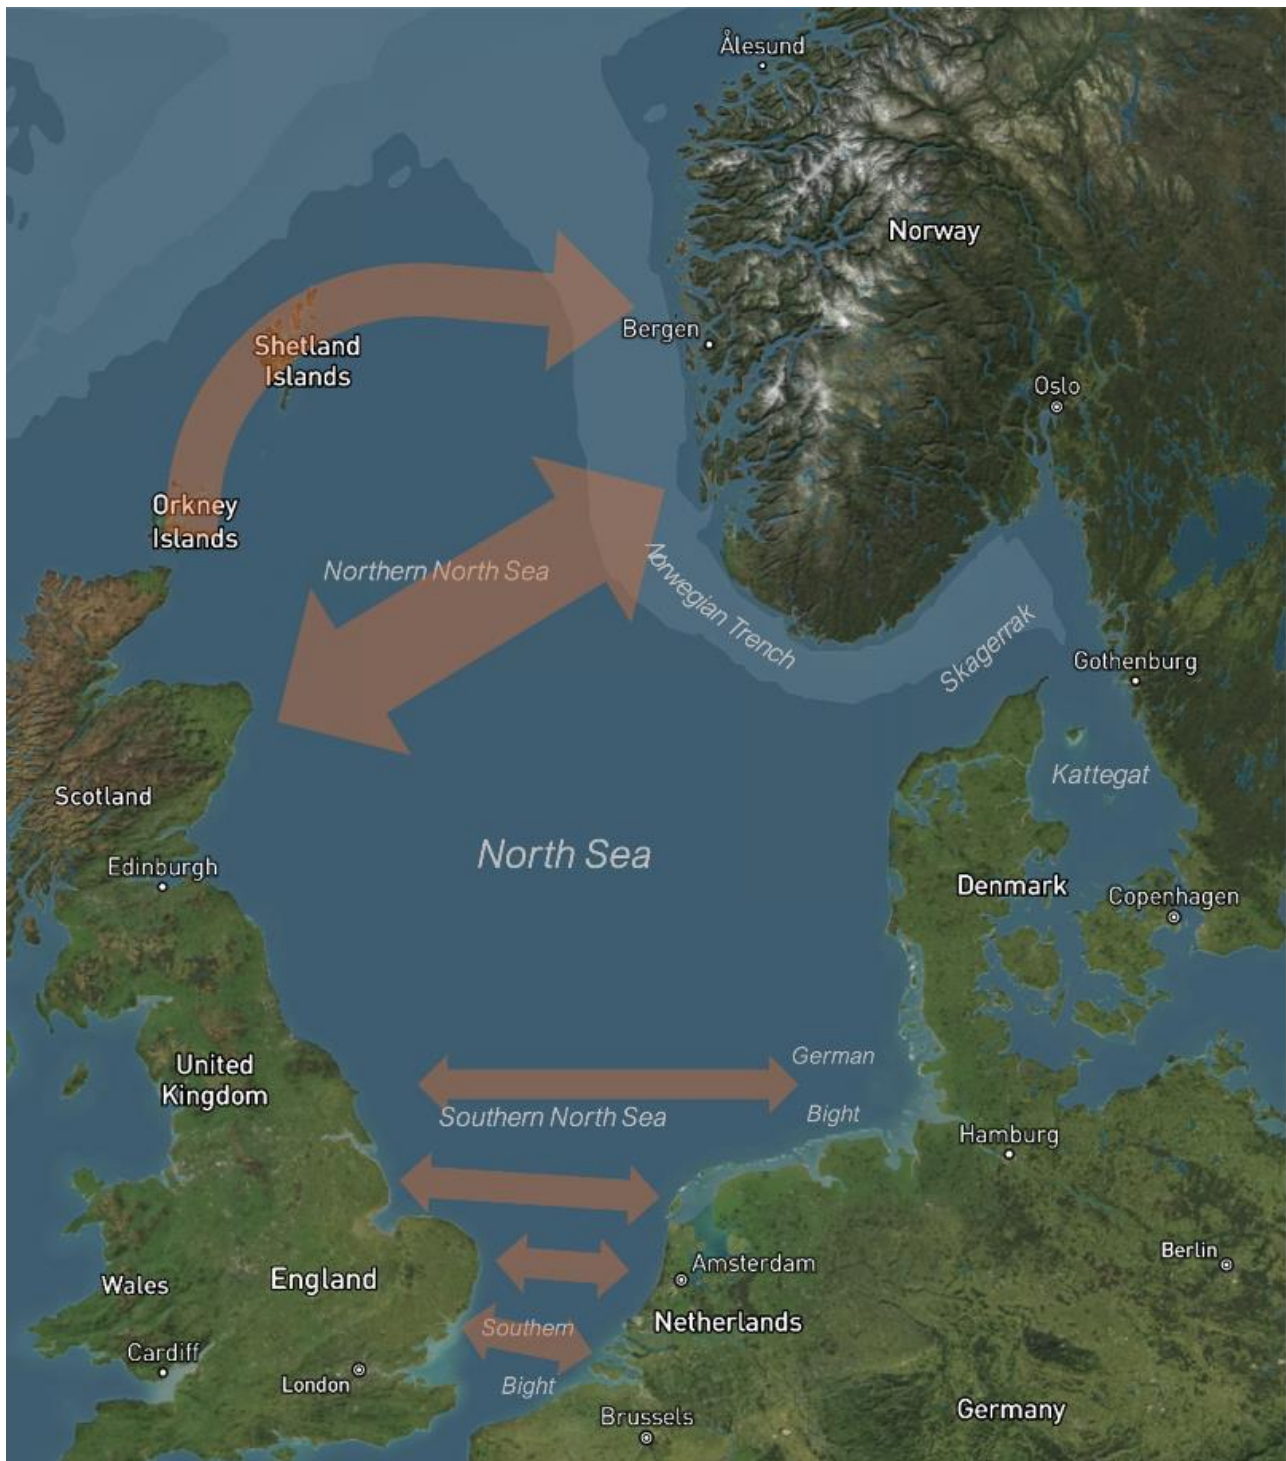 Ålesund
Norway
Bergen
Shetland
Islands
Oslo
Orkney
Islands
Northern North Sea
Norwegian Trench
Skagerrak
Gothenburg
Kattegat
Scotland
North Sea
Edinburgh
Denmark
Copenhagen
German
United
Kingdom
Southern North Sea
Bight
Hamburg
Berlin
Amsterdam
Wales
England
Southern
Netherlands
Cardiff
London
Bight
Brussels
Germany